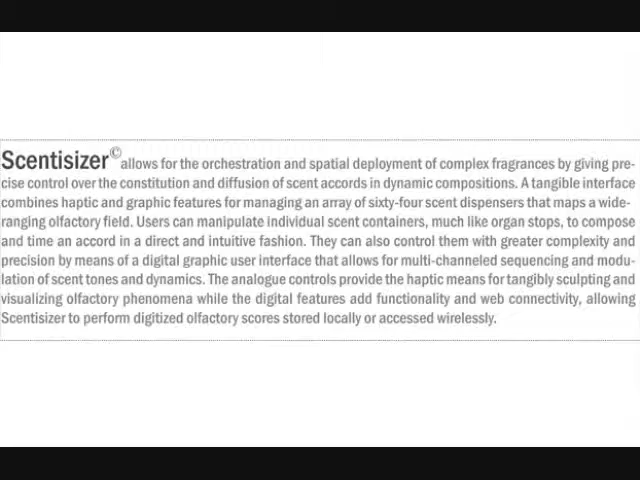 Scentisizer© allows for the orchestration and spatial deployment of complex fragrances by giving pre-
cise control over the constitution and diffusion of scent accords in dynamic compositions. A tangible interface
combines haptic and graphic features for managing an array of sixty-four scent dispensers that maps a wide-
ranging olfactory field. Users can manipulate individual scent containers, much like organ stops, to compose
and time an accord in a direct and intuitive fashion. They can also control them with greater complexity and
precision by means of a digital graphic user interface that allows for multi-channeled sequencing and modu-
lation of scent tones and dynamics. The analogue controls provide the haptic means for tangibly sculpting and
visualizing olfactory phenomena while the digital features add functionality and web connectivity, allowing
Scentisizer to perform digitized olfactory scores stored locally or accessed wirelessly.